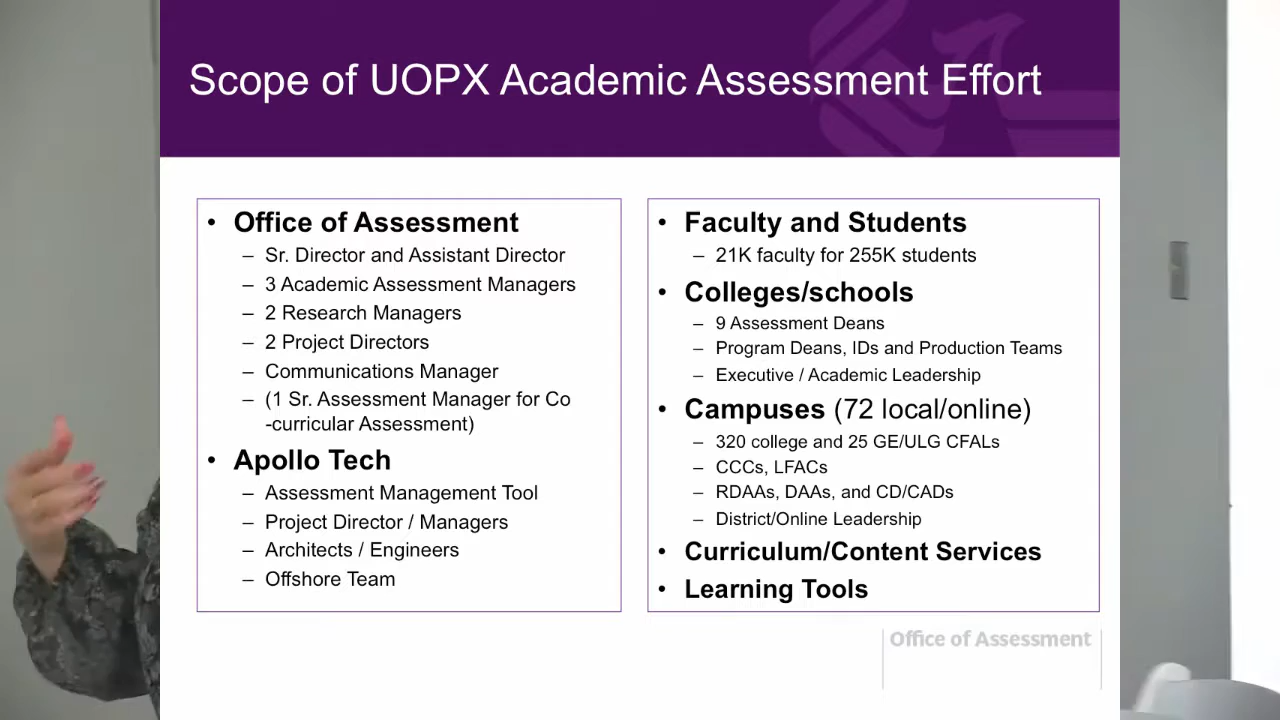 Scope of UOPX Academic Assessment Effort
• Office of Assessment
– Sr. Director and Assistant Director
– 3 Academic Assessment Managers
– 2 Research Managers
– 2 Project Directors
– Communications Manager
– (1 Sr. Assessment Manager for Co
-curricular Assessment)
• Apollo Tech
– Assessment Management Tool
– Project Director / Managers
– Architects / Engineers
– Offshore Team
• Faculty and Students
– 21K faculty for 255K students
• Colleges/schools
– 9 Assessment Deans
– Program Deans, IDs and Production Teams
– Executive / Academic Leadership
• Campuses (72 local/online)
– 320 college and 25 GE/ULG CFALs
– CCCs, LFACs
– RDAAs, DAAs, and CD/CADs
– District/Online Leadership
• Curriculum/Content Services
• Learning Tools
Office of Assessment